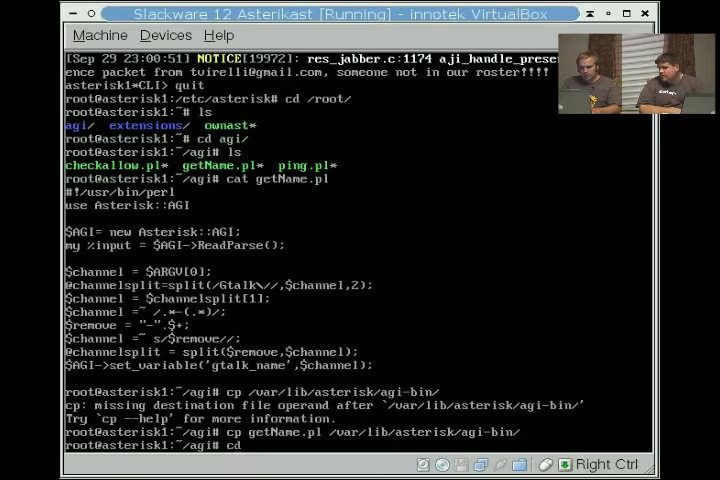 Slackware 12 Asterikast [Running] - innotek VirtualBox
Machine Devices Help
[Sep 29 23:00:51] NOTICE[19972]: res_jabber.c:1174 aji_handle_prese
ence packet from tvirelli@gmail.com, someone not in our roster!!!!
asterisk1*CLI> quit
root@asterisk1:/etc/asterisk# cd /root/
root@asterisk1:~# ls
agi/ extensions/ ownast*
root@asterisk1:~# cd agi/
root@asterisk1:~/agi# ls
checkallow.pl* getName.pl* ping.pl*
root@asterisk1:~/agi# cat getName.pl
#!/usr/bin/perl
use Asterisk::AGI
$AGI= new Asterisk::AGI;
my %input = $AGI->ReadParse();
$channel = $ARGV[0];
@channelsplit=split(/Gtalk\//,$channel,2);
$channel = $channelsplit[1];
$channel =~ /.*-(.*)/;
$remove = "-".$+;
$channel =~ s/$remove//;
@channelsplit = split($remove,$channel);
$AGI->set_variable('gtalk_name',$channel);
root@asterisk1:~/agi# cp /var/lib/asterisk/agi-bin/
cp: missing destination file operand after `/var/lib/asterisk/agi-bin/'
Try `cp --help' for more information.
root@asterisk1:~/agi# cp getName.pl /var/lib/asterisk/agi-bin/
root@asterisk1:~/agi# cd
Right Ctrl